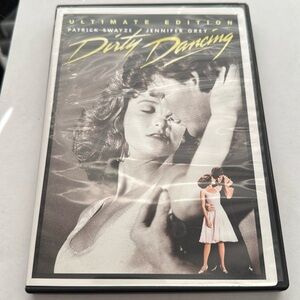 ULTIMATE EDITION
PATRICK SWAYZE JENNIFER GREY
Dirty Dancing